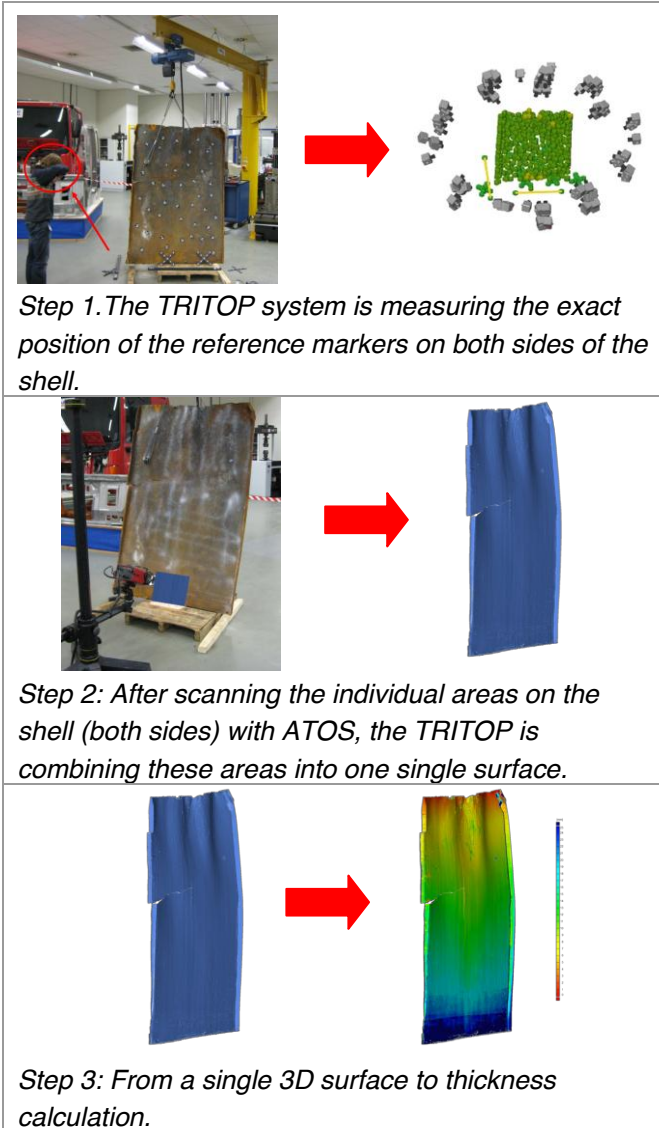 Step 1.The TRITOP system is measuring the exact
position of the reference markers on both sides of the
shell.
Step 2: After scanning the individual areas on the
shell (both sides) with ATOS, the TRITOP is
combining these areas into one single surface.
Step 3: From a single 3D surface to thickness
calculation.